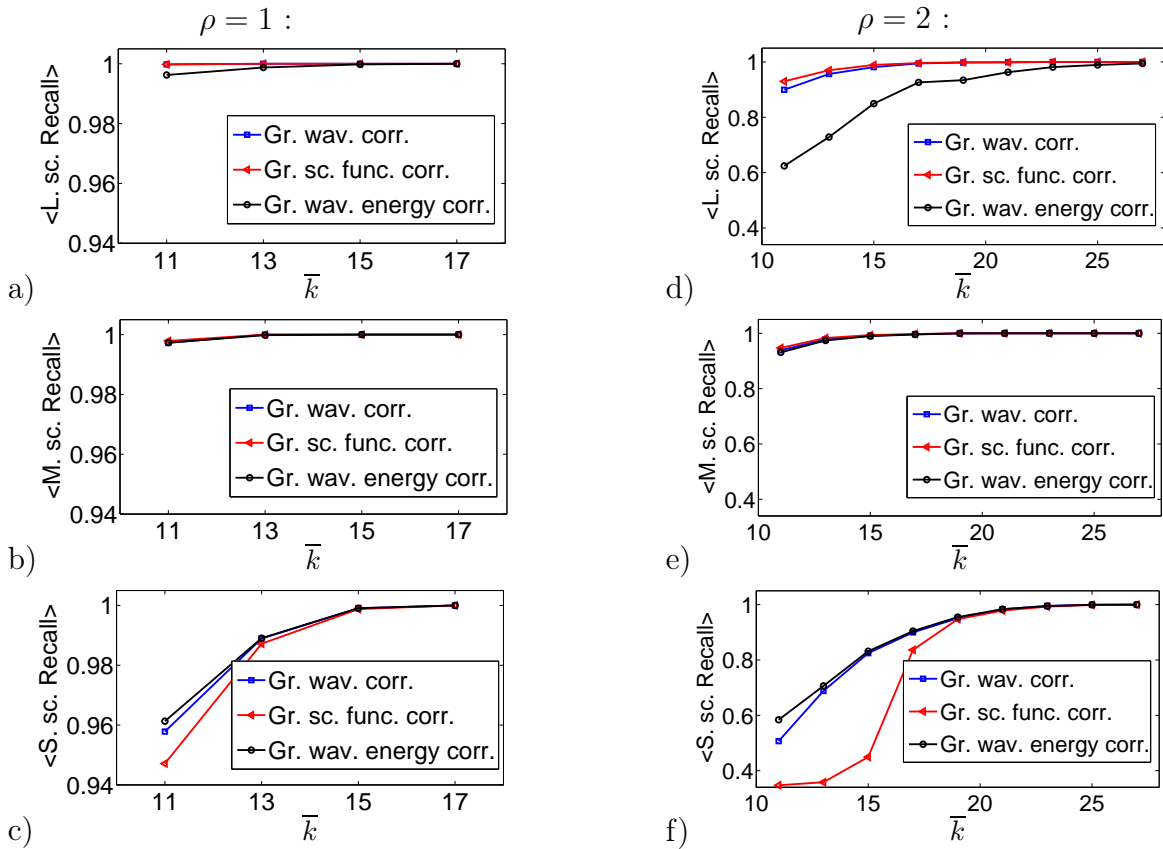 ρ = 1 :
<L. sc. Recall>
1
0.98
0.96
0.94
Gr. wav. corr.
Gr. sc. func. corr.
Gr. wav. energy corr.
11 13 15 17
k̅
a)
<M. sc. Recall>
1
0.98
0.96
0.94
Gr. wav. corr.
Gr. sc. func. corr.
Gr. wav. energy corr.
11 13 15 17
k̅
b)
<S. sc. Recall>
1
0.98
0.96
0.94
Gr. wav. corr.
Gr. sc. func. corr.
Gr. wav. energy corr.
11 13 15 17
k̅
c)
ρ = 2 :
<L. sc. Recall>
1
0.8
0.6
0.4
Gr. wav. corr.
Gr. sc. func. corr.
Gr. wav. energy corr.
10 15 20 25
k̅
d)
<M. sc. Recall>
1
0.8
0.6
0.4
Gr. wav. corr.
Gr. sc. func. corr.
Gr. wav. energy corr.
10 15 20 25
k̅
e)
<S. sc. Recall>
1
0.8
0.6
0.4
Gr. wav. corr.
Gr. sc. func. corr.
Gr. wav. energy corr.
10 15 20 25
k̅
f)